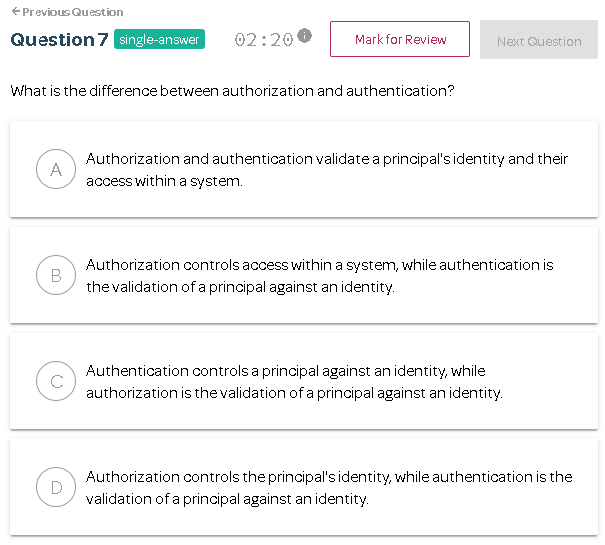 ← Previous Question
Question 7 single-answer 02:20 i Mark for Review Next Question
What is the difference between authorization and authentication?
A Authorization and authentication validate a principal's identity and their
access within a system.
B Authorization controls access within a system, while authentication is
the validation of a principal against an identity.
C Authentication controls a principal against an identity, while
authorization is the validation of a principal against an identity.
D Authorization controls the principal's identity, while authentication is the
validation of a principal against an identity.